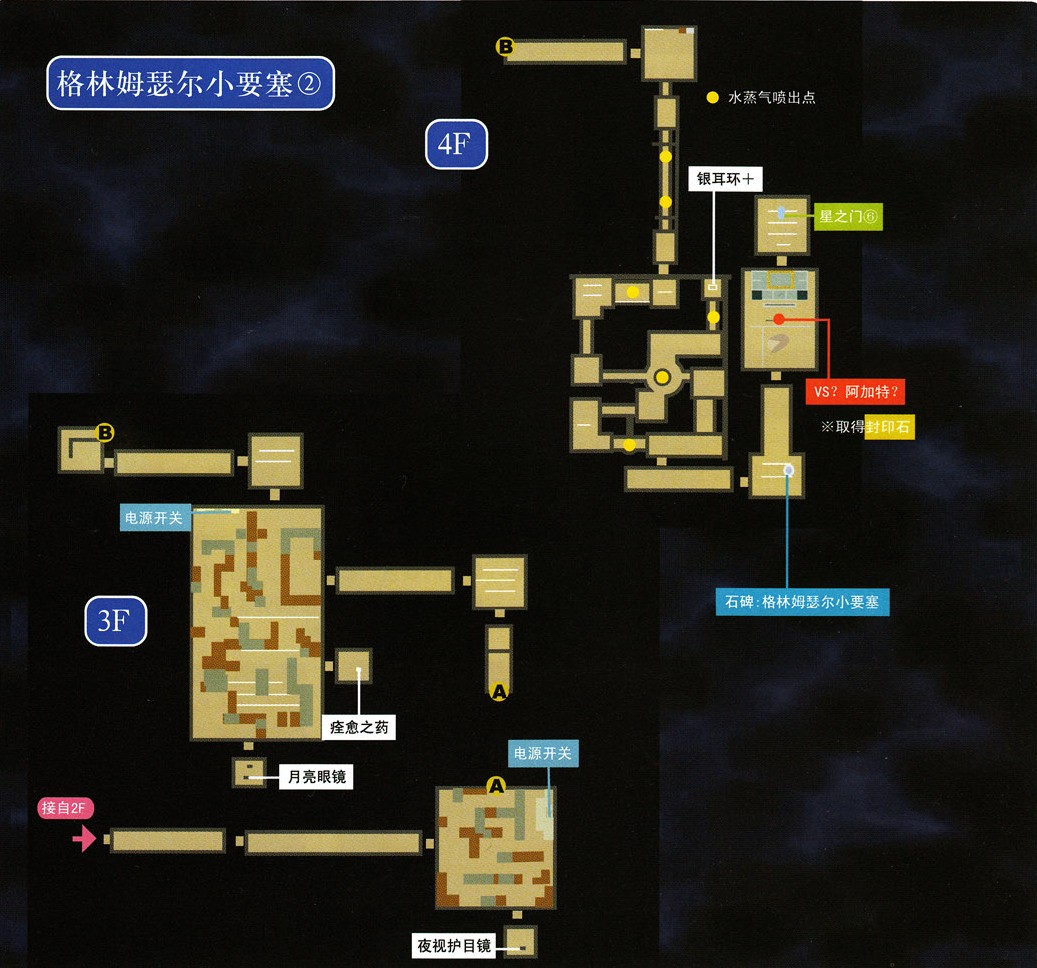 格林姆瑟尔小要塞②
B
水蒸气喷出点
4F
银耳环＋
星之门⑥
VS？阿加特？
※取得封印石
B
电源开关
石碑:格林姆瑟尔小要塞
3F
A
痊愈之药
电源开关
月亮眼镜
A
接自2F
夜视护目镜